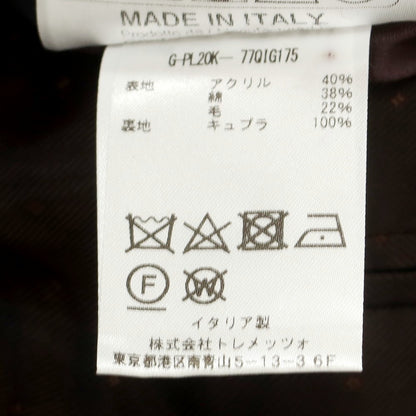 MADE IN ITALY
G-PL20K- 77QIG175
表地 アクリル 40%
綿 38%
毛 22%
裏地 キュプラ 100%
F W
イタリア製
株式会社トレメッツォ
東京都港区南青山5-13-3 6F